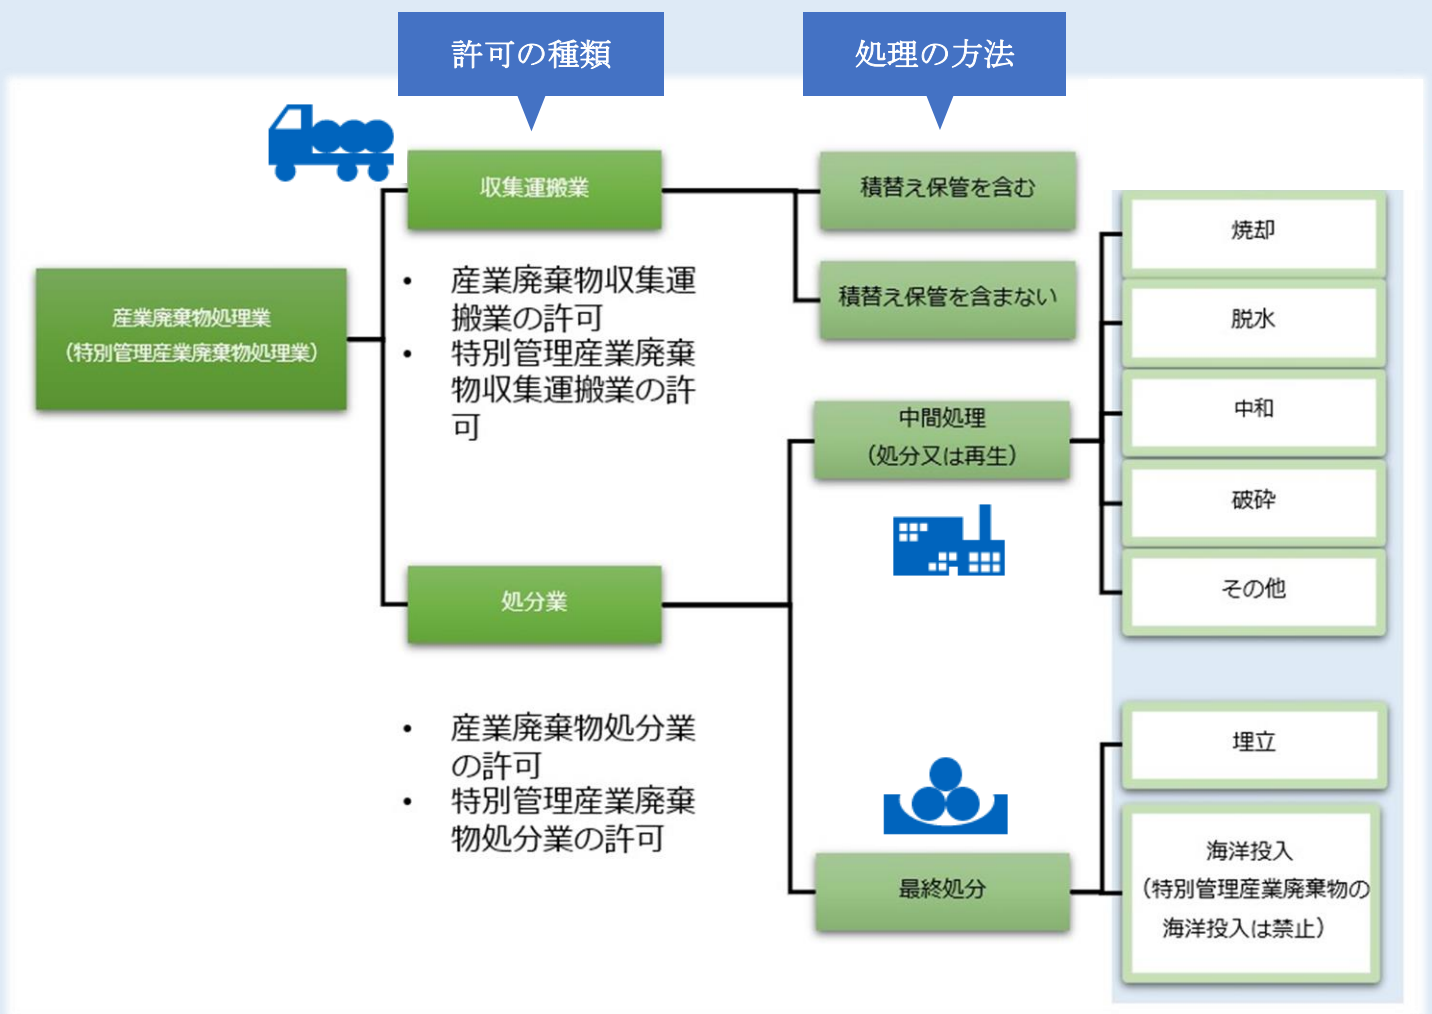 許可の種類
処理の方法
産業廃棄物処理業
（特別管理産業廃棄物処理業）
収集運搬業
• 産業廃棄物収集運
搬業の許可
• 特別管理産業廃棄
物収集運搬業の許
可
積替え保管を含む
積替え保管を含まない
処分業
• 産業廃棄物処分業
の許可
• 特別管理産業廃棄
物処分業の許可
中間処理
（処分又は再生）
焼却
脱水
中和
破砕
その他
最終処分
埋立
海洋投入
（特別管理産業廃棄物の
海洋投入は禁止）